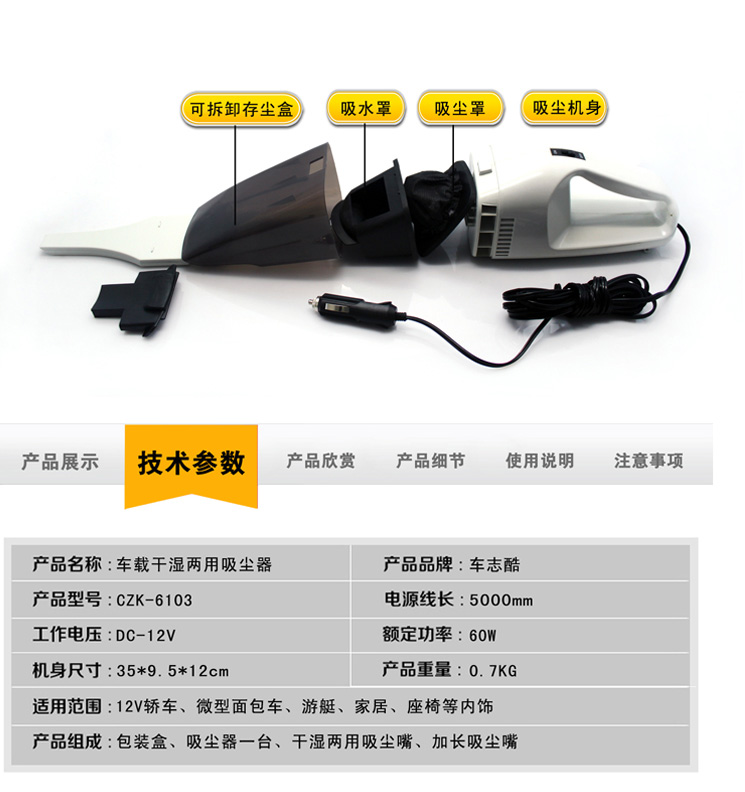 可拆卸存尘盒 吸水罩 吸尘罩 吸尘机身
产品展示 技术参数 产品欣赏 产品细节 使用说明 注意事项
产品名称:车载干湿两用吸尘器 产品品牌:车志酷
产品型号:CZK-6103 电源线长:5000mm
工作电压:DC-12V 额定功率:60W
机身尺寸:35*9.5*12cm 产品重量:0.7KG
适用范围:12V轿车、微型面包车、游艇、家居、座椅等内饰
产品组成:包装盒、吸尘器一台、干湿两用吸尘嘴、加长吸尘嘴